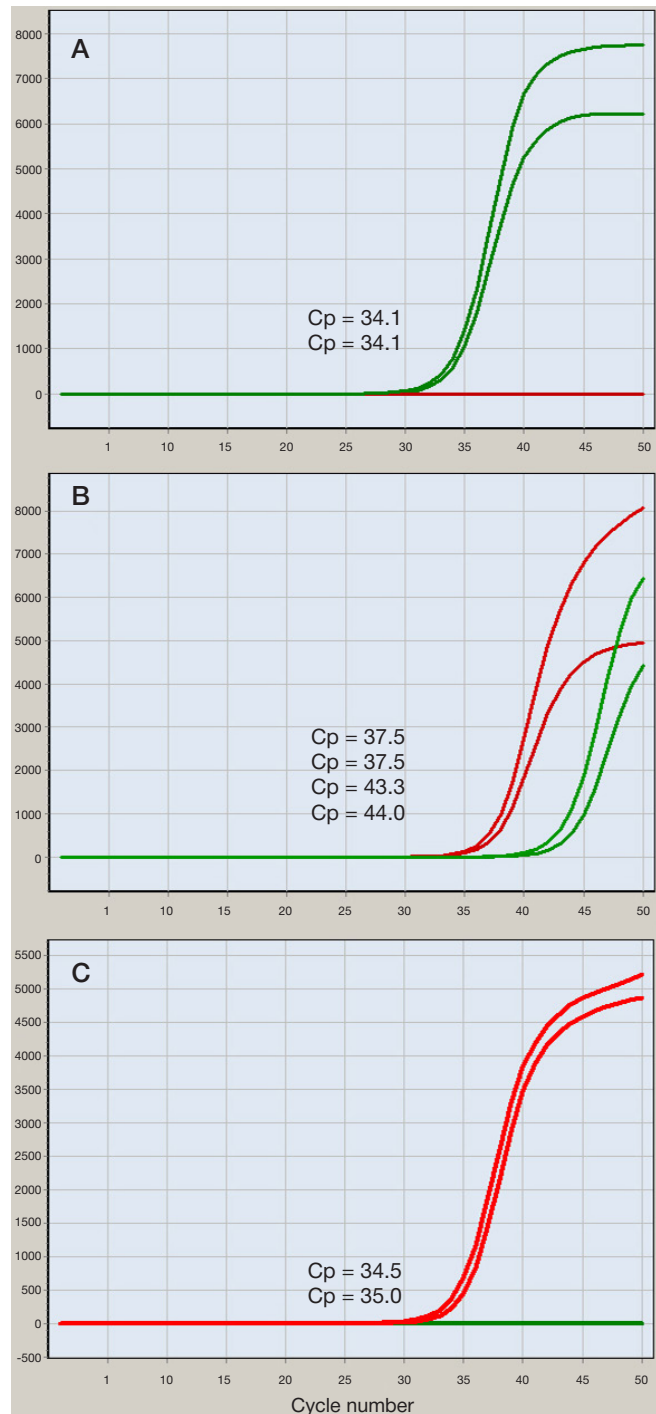 A
8000
7000
6000
5000
4000
3000
2000
1000
0
Cp = 34.1
Cp = 34.1
1 10 15 20 25 30 35 40 45 50
B
8000
7000
6000
5000
4000
3000
2000
1000
0
Cp = 37.5
Cp = 37.5
Cp = 43.3
Cp = 44.0
1 10 15 20 25 30 35 40 45 50
C
5500
5000
4500
4000
3500
3000
2500
2000
1500
1000
500
0
-500
Cp = 34.5
Cp = 35.0
1 10 15 20 25 30 35 40 45 50
Cycle number